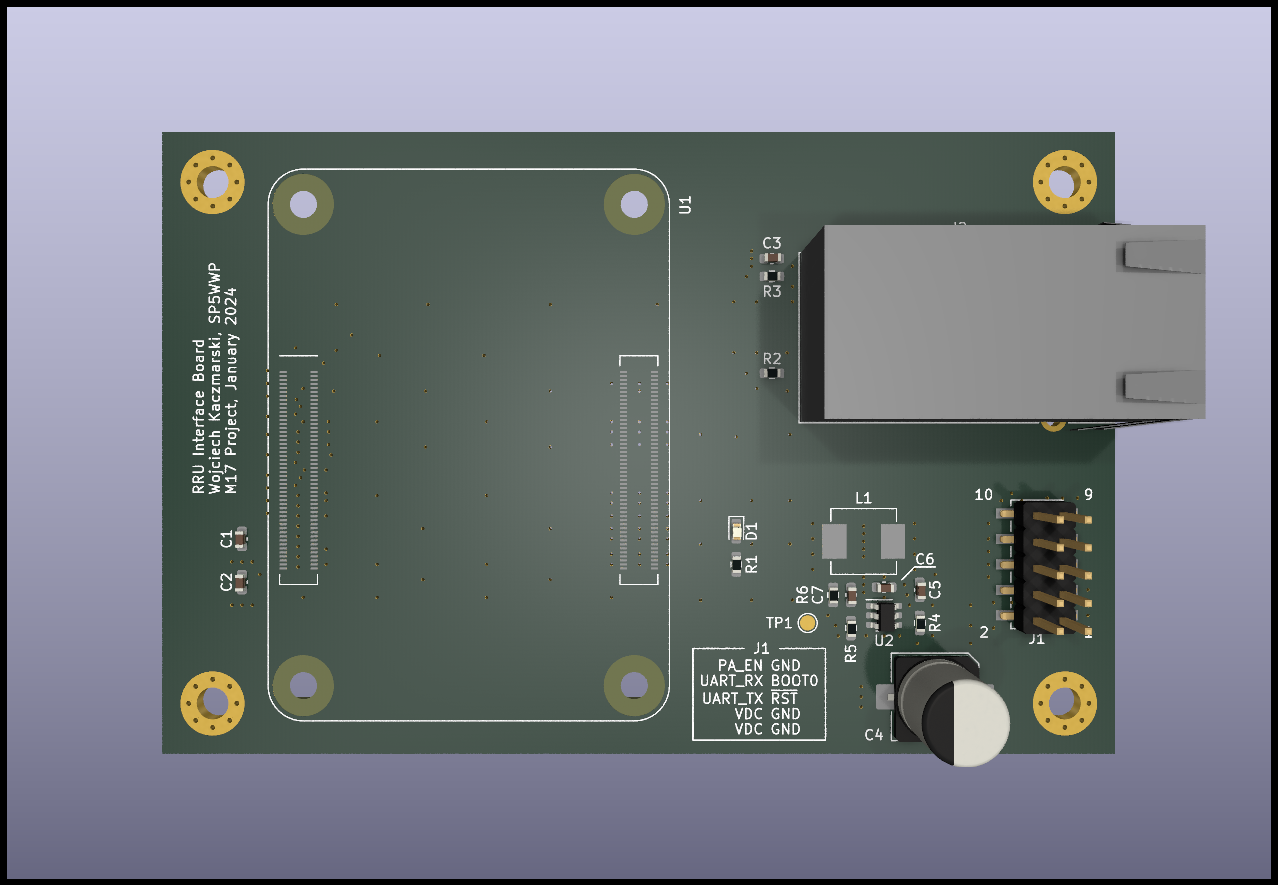 U1
C3
R3
R2
RRU Interface Board
Wojciech Kaczmarski, SP5WWP
M17 Project, January 2024
C1
C2
D1
R1
L1
10
9
C6
C5
R6
C7
TP1
R5
U2
R4
2
J1
J1
PA_EN GND
UART_RX BOOT0
UART_TX RST
VDC GND
VDC GND
C4